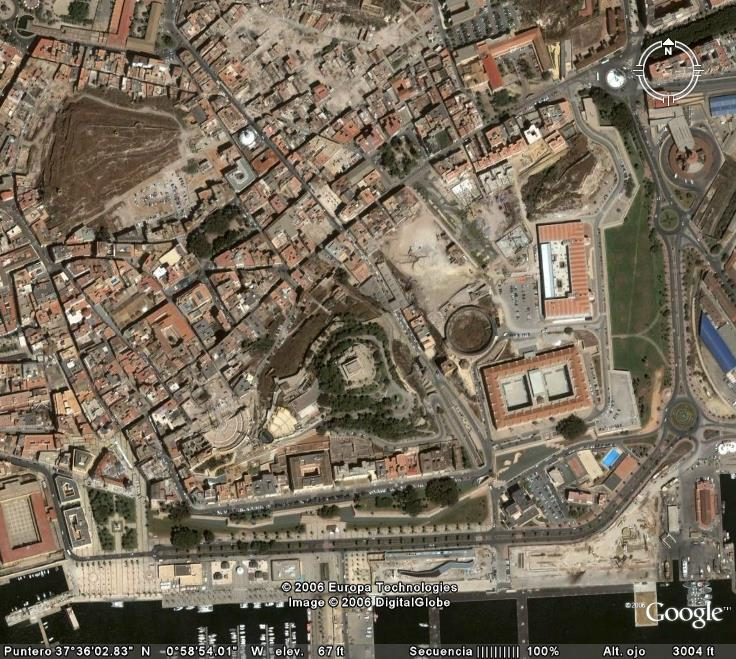 N
© 2006 Europa Technologies
Image © 2006 DigitalGlobe
© 2006 Google™
Puntero 37°36'02.83" N -0°58'54.01" W elev. 67 ft Secuencia |||||||||| 100% Alt. ojo 3004 ft